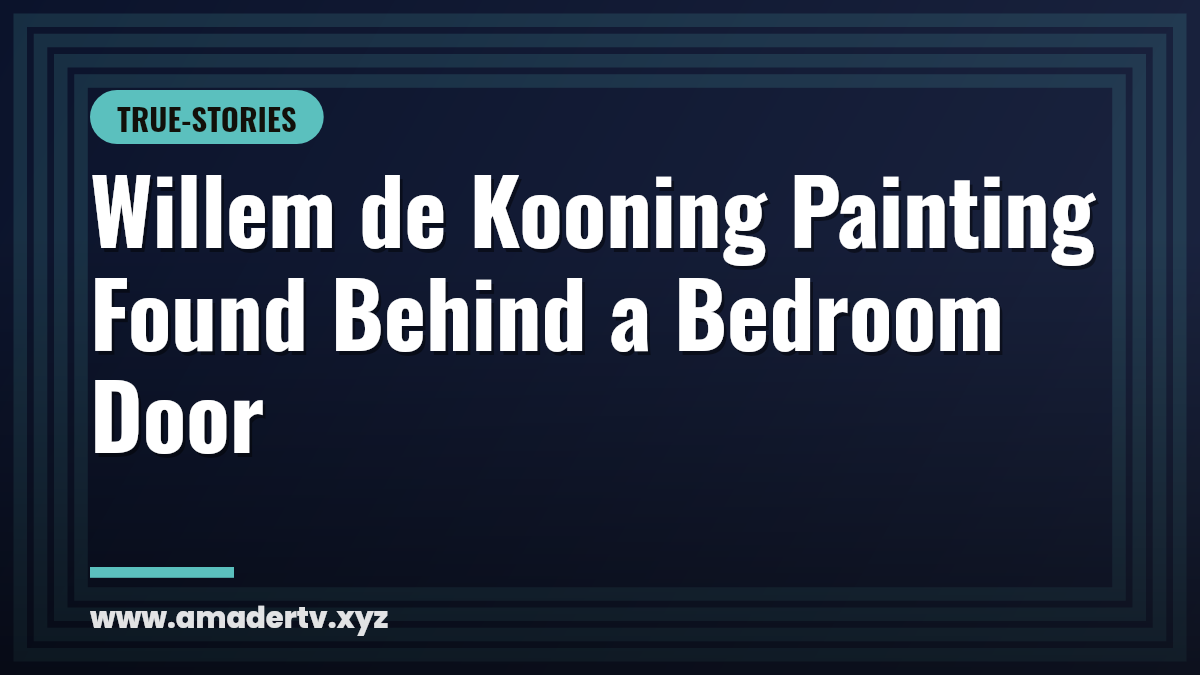 TRUE-STORIES
Willem de Kooning Painting
Found Behind a Bedroom
Door
www.amadertv.xyz